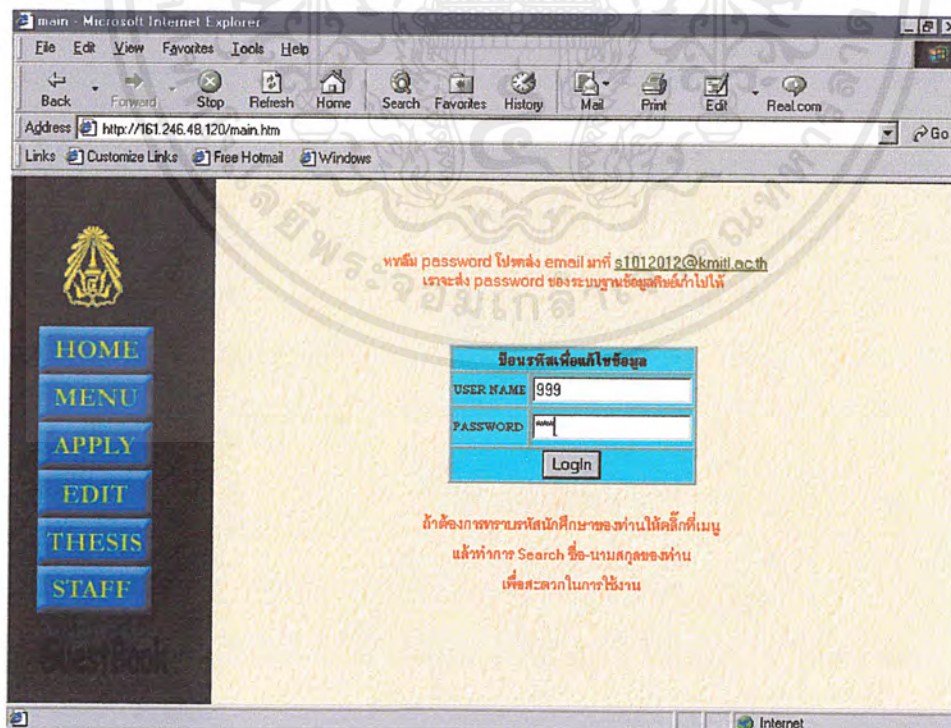 main - Microsoft Internet Explorer
File Edit View Favorites Tools Help
Back Forward Stop Refresh Home Search Favorites History Mail Print Edit Real.com
Address http://161.246.48.120/main.htm Go
Links Customize Links Free Hotmail Windows
หากลืม password โปรดส่ง email มาที่ s1012012@kmitl.ac.th
เราจะส่ง password ของระบบฐานข้อมูลศิษย์เก่าไปให้
HOME
MENU
APPLY
EDIT
THESIS
STAFF
GuestBook
ป้อนรหัสเพื่อแก้ไขข้อมูล
USER NAME 999
PASSWORD ***
LogIn
ถ้าต้องการทราบรหัสนักศึกษาของท่านให้คลิ๊กที่เมนู
แล้วทำการ Search ชื่อ-นามสกุลของท่าน
เพื่อสะดวกในการใช้งาน
Internet